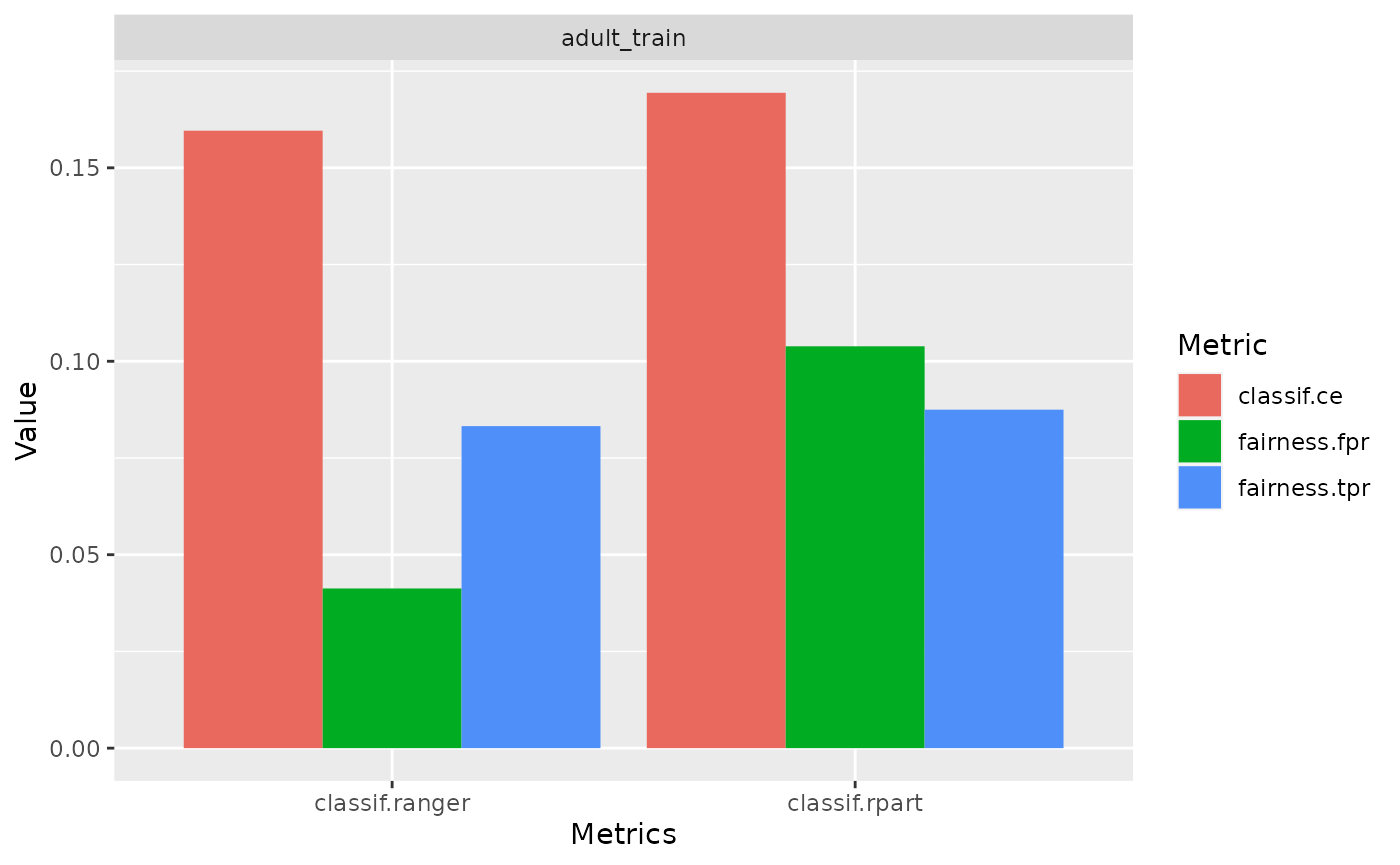 adult_train
0.15
0.10
0.05
0.00
Value
classif.ranger
classif.rpart
Metrics
Metric
classif.ce
fairness.fpr
fairness.tpr